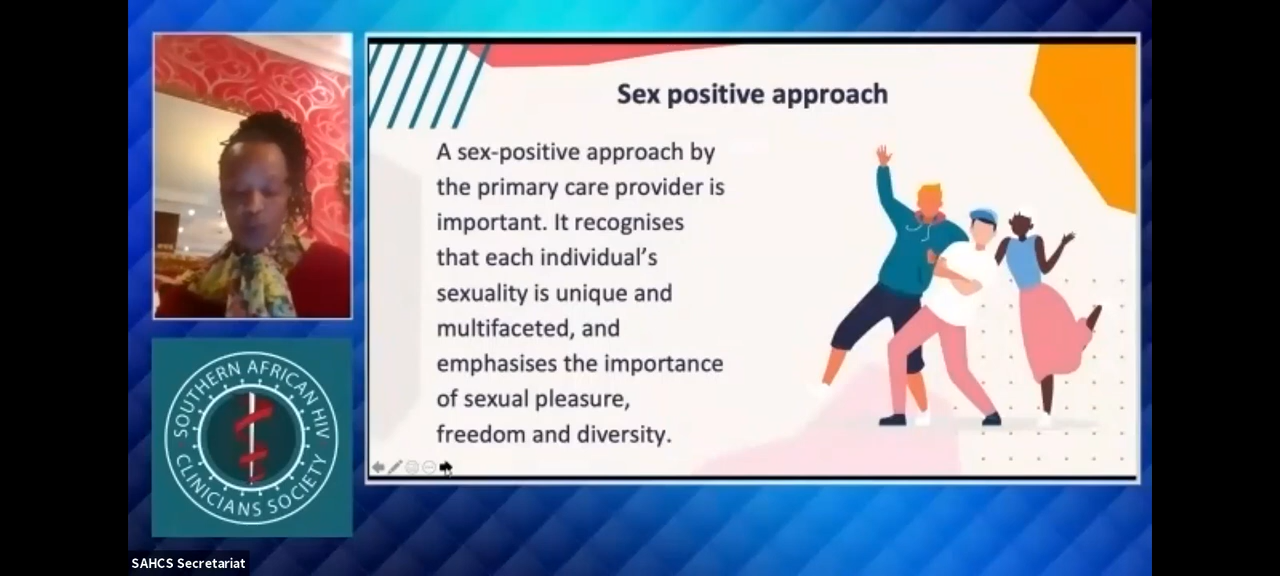 Sex positive approach
A sex-positive approach by
the primary care provider is
important. It recognises
that each individual's
sexuality is unique and
multifaceted, and
emphasises the importance
of sexual pleasure,
freedom and diversity.
SOUTHERN AFRICAN HIV
CLINICIANS SOCIETY
SAHCS Secretariat